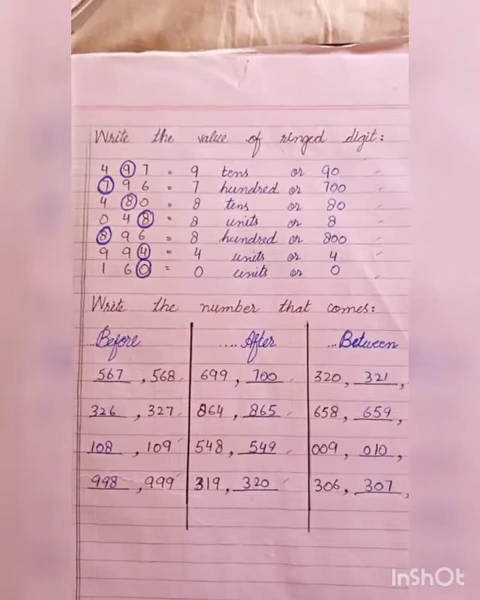 Write the value of ringed digit:
4 9 7 = 9 tens or 90
7 9 6 = 7 hundred or 700
4 8 0 = 8 tens or 80
0 4 8 = 8 units or 8
8 9 6 = 8 hundred or 800
9 9 4 = 4 units or 4
1 6 0 = 0 units or 0
Write the number that comes:
...Before ....After ...Between
567, 568 699, 700 320, 321,
326, 327 864, 865 658, 659,
108, 109 548, 549 009, 010,
998, 999 319, 320 306, 307,
InShOt